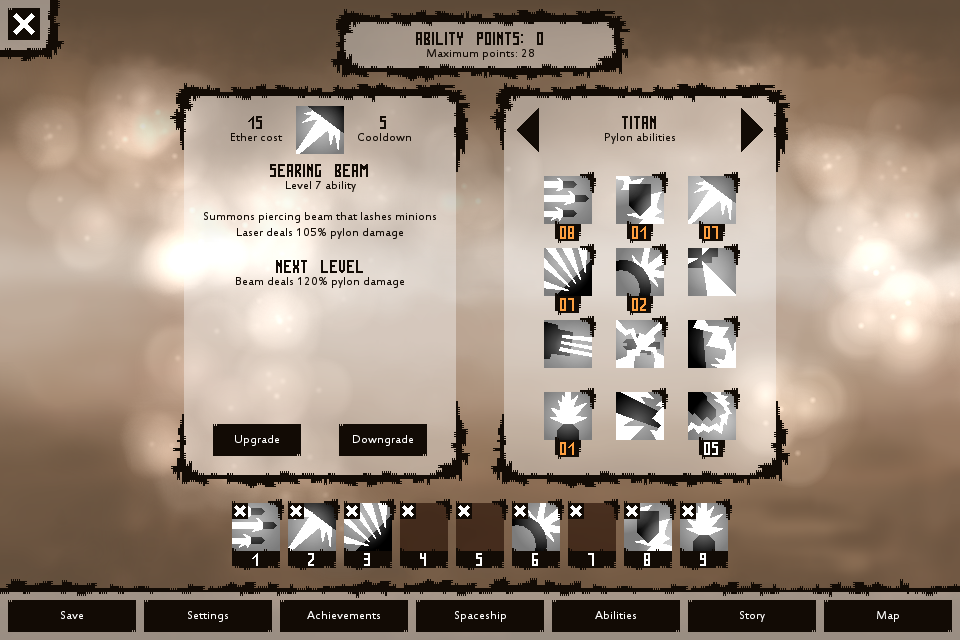 ABILITY POINTS: 0
Maximum points: 28
15
Ether cost
5
Cooldown
SEARING BEAM
Level 7 ability
Summons piercing beam that lashes minions
Laser deals 105% pylon damage
NEXT LEVEL
Beam deals 120% pylon damage
Upgrade
Downgrade
TITAN
Pylon abilities
08 01 07
07 02
01 05
1 2 3 4 5 6 7 8 9
Save Settings Achievements Spaceship Abilities Story Map